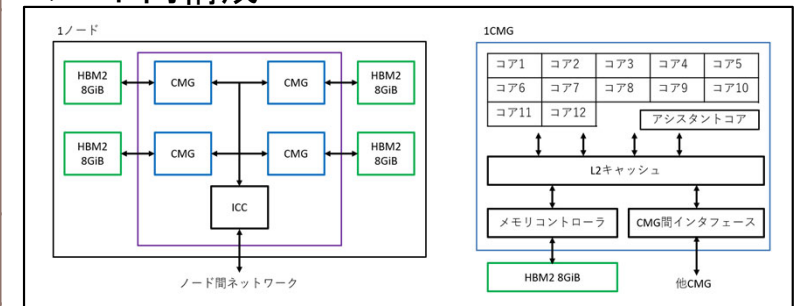 1ノード
HBM2
8GiB
CMG
CMG
HBM2
8GiB
HBM2
8GiB
CMG
CMG
HBM2
8GiB
ICC
ノード間ネットワーク
1CMG
コア1 コア2 コア3 コア4 コア5
コア6 コア7 コア8 コア9 コア10
コア11 コア12
アシスタントコア
L2キャッシュ
メモリコントローラ
CMG間インタフェース
HBM2 8GiB
他CMG